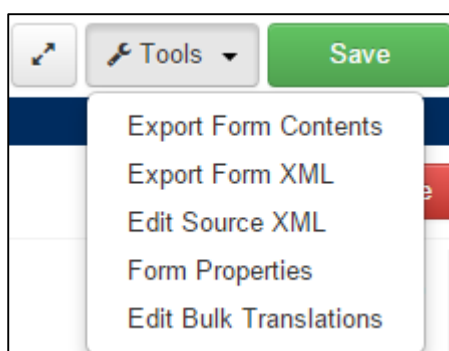 Tools
Save
Export Form Contents
Export Form XML
Edit Source XML
Form Properties
Edit Bulk Translations